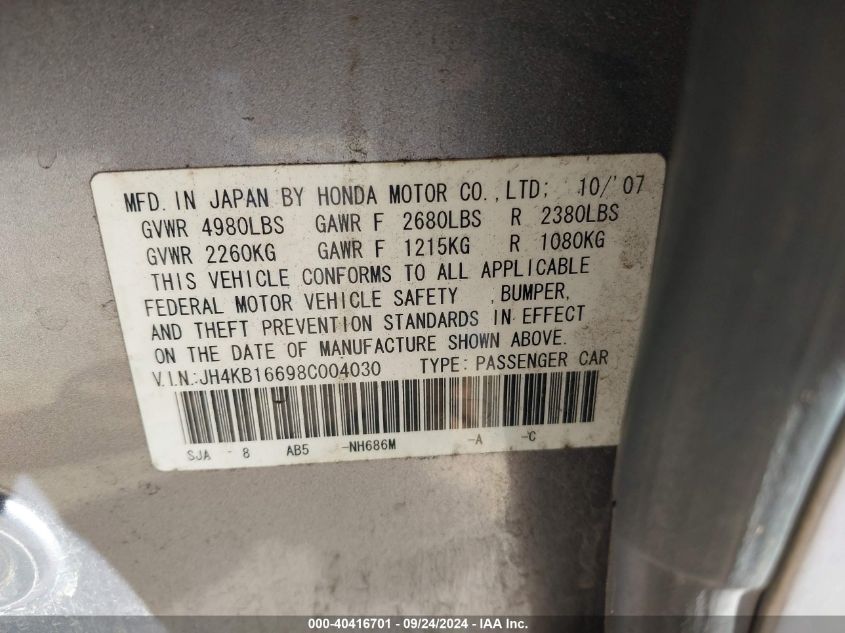 MFD. IN JAPAN BY HONDA MOTOR CO.,LTD; 10/'07
GVWR 4980LBS GAWR F 2680LBS R 2380LBS
GVWR 2260KG GAWR F 1215KG R 1080KG
THIS VEHICLE CONFORMS TO ALL APPLICABLE
FEDERAL MOTOR VEHICLE SAFETY ,BUMPER,
AND THEFT PREVENTION STANDARDS IN EFFECT
ON THE DATE OF MANUFACTURE SHOWN ABOVE.
V.I.N.:JH4KB16698C004030 TYPE: PASSENGER CAR
SJA - 8 AB5 -NH686M -A -C
000-40416701 - 09/24/2024 - IAA Inc.